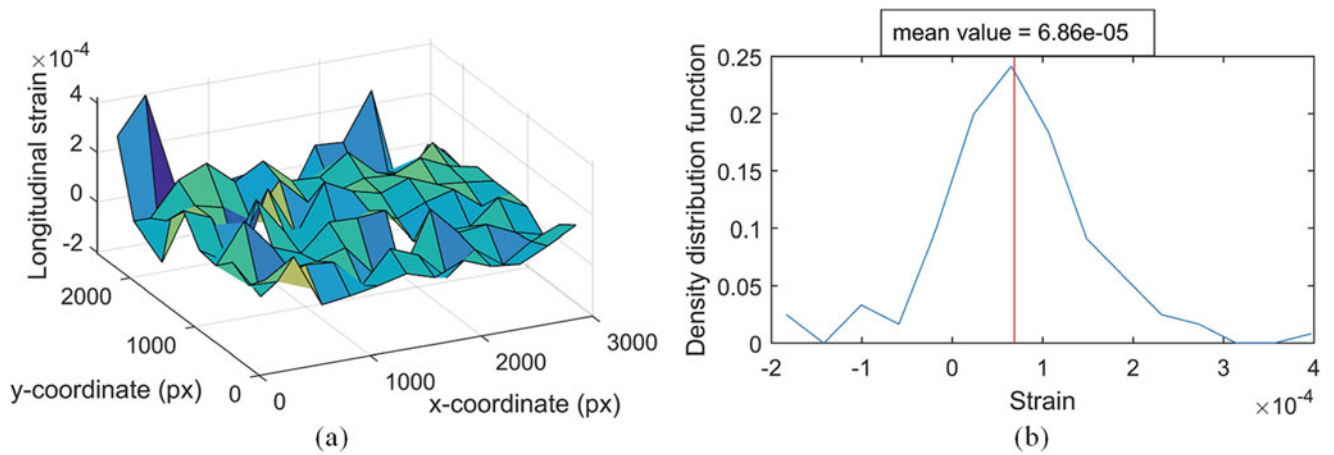 Longitudinal strain ×10-4
4
2
0
-2
2000
1000
0
y-coordinate (px)
0
1000
2000
3000
x-coordinate (px)
(a)
mean value = 6.86e-05
Density distribution function
0.25
0.2
0.15
0.1
0.05
0
-2 -1 0 1 2 3 4
Strain
×10-4
(b)